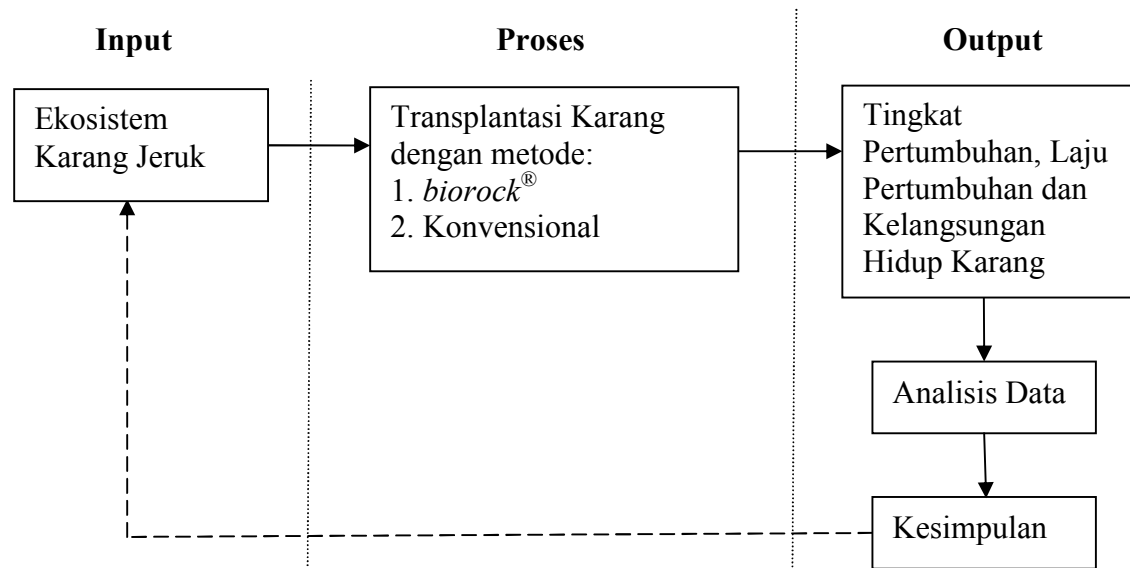 Input
Proses
Output
Ekosistem
Karang Jeruk
Transplantasi Karang
dengan metode:
1. biorock®
2. Konvensional
Tingkat
Pertumbuhan, Laju
Pertumbuhan dan
Kelangsungan
Hidup Karang
Analisis Data
Kesimpulan